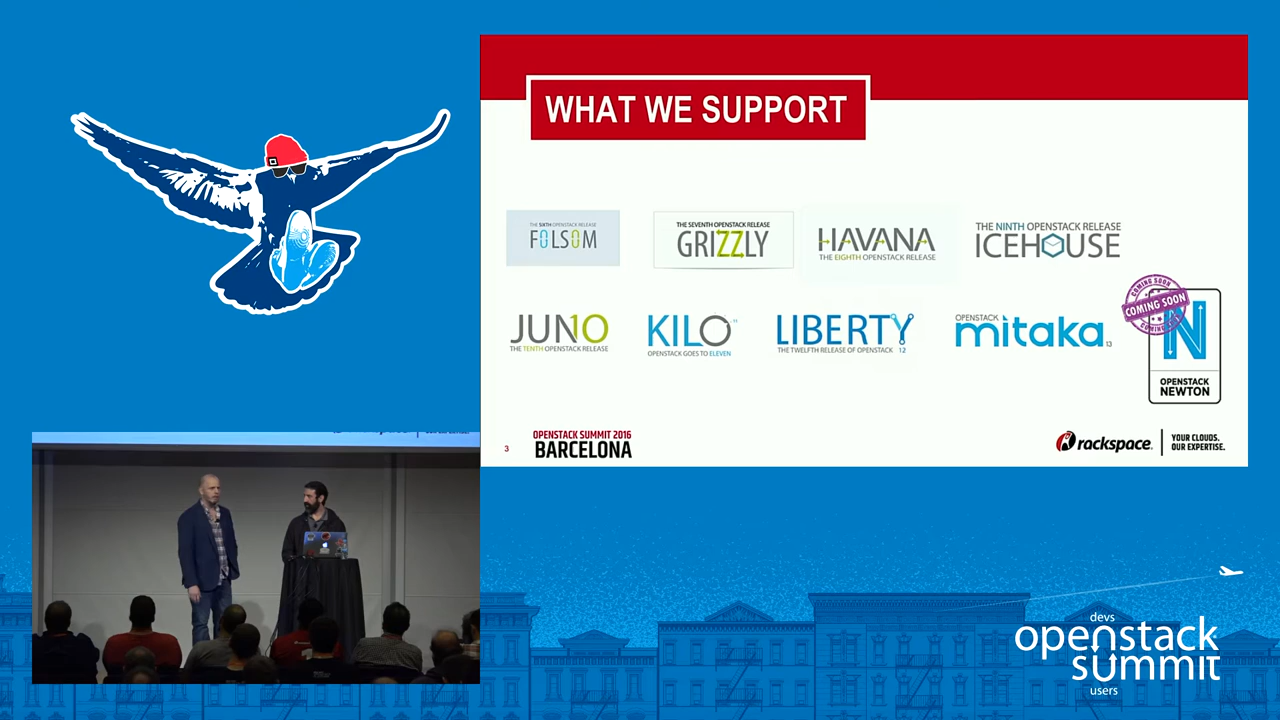 WHAT WE SUPPORT
THE SIXTH OPENSTACK RELEASE
FOLSOM
THE SEVENTH OPENSTACK RELEASE
GRIZZLY
HAVANA
THE EIGHTH OPENSTACK RELEASE
THE NINTH OPENSTACK RELEASE
ICEHOUSE
JUNO
THE TENTH OPENSTACK RELEASE
KILO
OPENSTACK GOES TO ELEVEN
LIBERTY
THE TWELFTH RELEASE OF OPENSTACK 12
OPENSTACK
mitaka 13
COMING SOON
COMING SOON
N
OPENSTACK
NEWTON
3
OPENSTACK SUMMIT 2016
BARCELONA
rackspace.
YOUR CLOUDS.
OUR EXPERTISE.
devs
openstack
summit
users